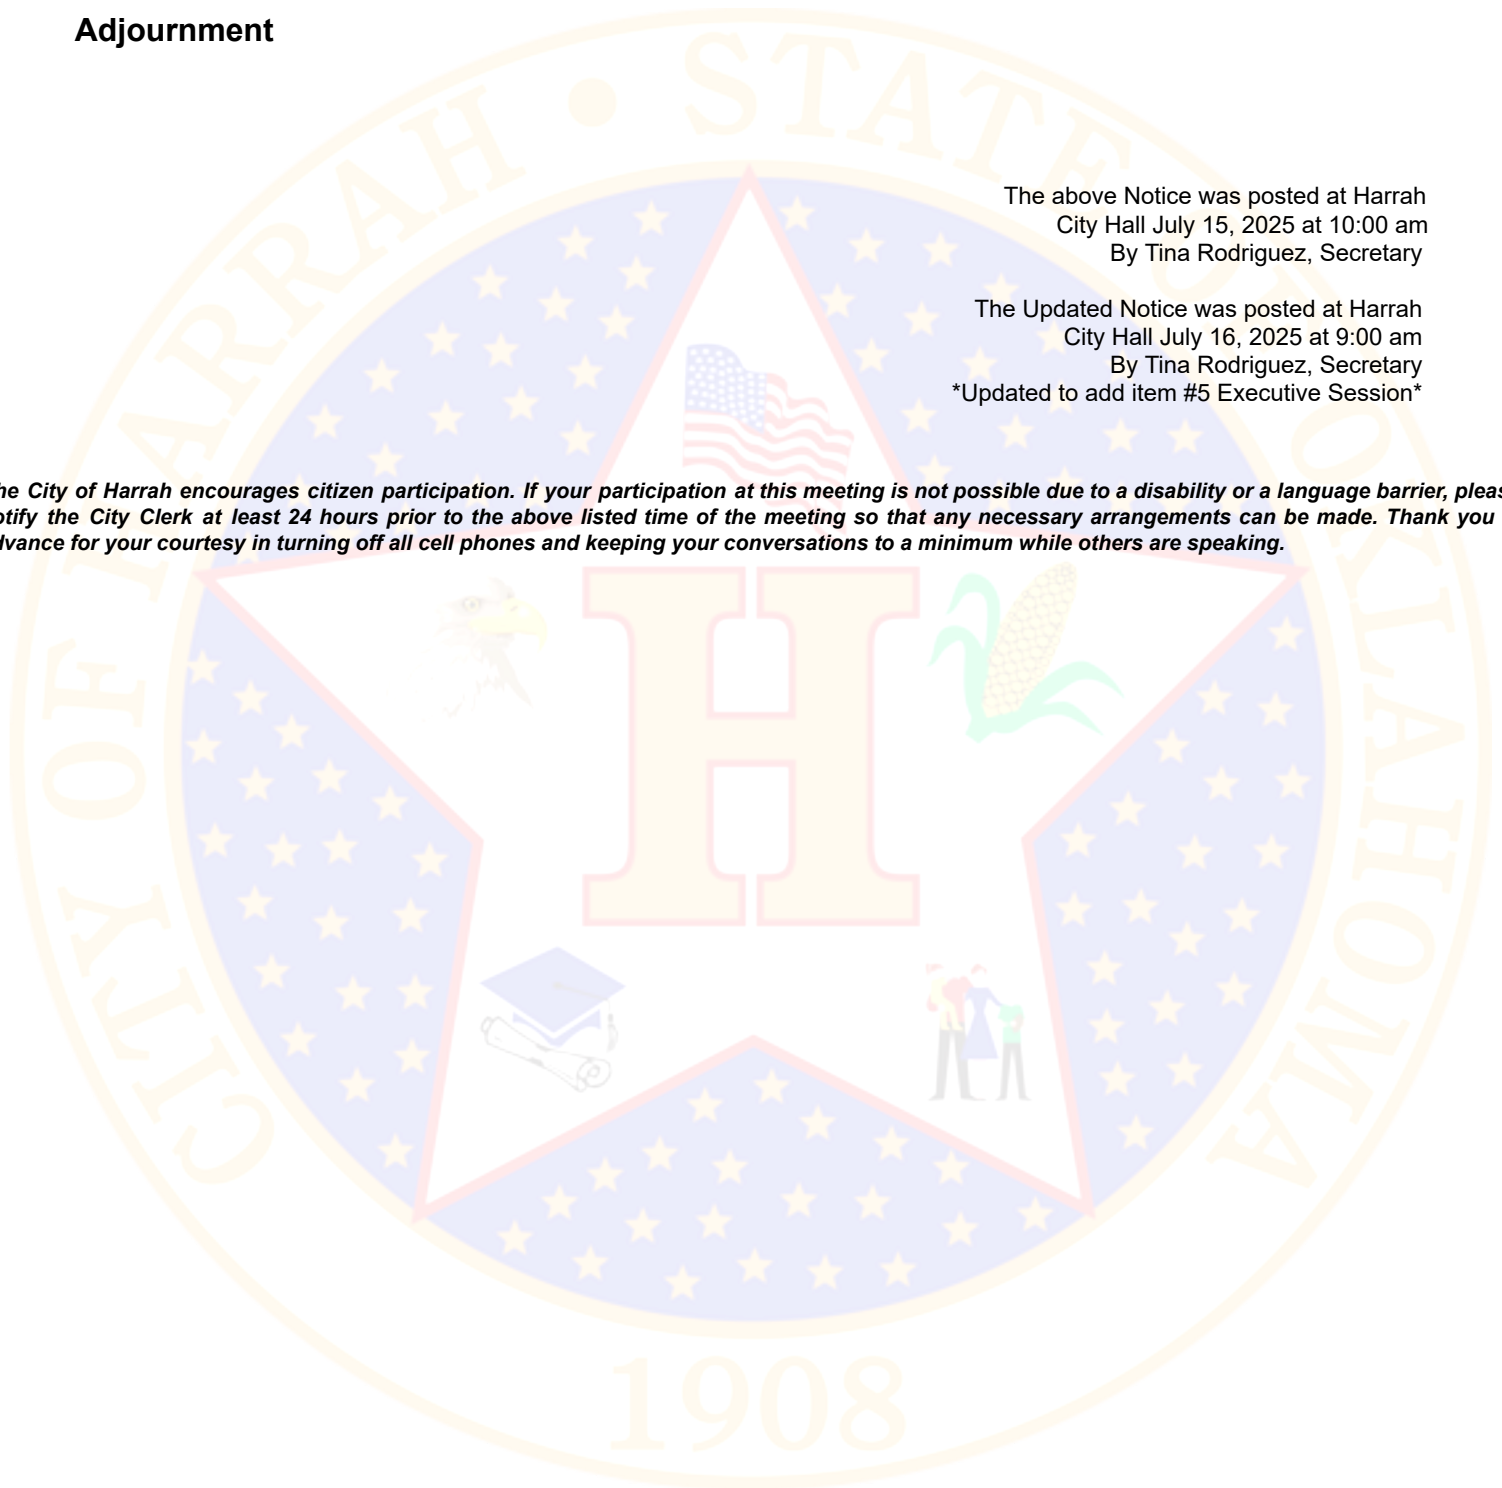 Adjournment
CITY OF HARRAH • STATE OF OKLAHOMA
The above Notice was posted at Harrah
City Hall July 15, 2025 at 10:00 am
By Tina Rodriguez, Secretary
The Updated Notice was posted at Harrah
City Hall July 16, 2025 at 9:00 am
By Tina Rodriguez, Secretary
*Updated to add item #5 Executive Session*
he City of Harrah encourages citizen participation. If your participation at this meeting is not possible due to a disability or a language barrier, pleas
otify the City Clerk at least 24 hours prior to the above listed time of the meeting so that any necessary arrangements can be made. Thank you
dvance for your courtesy in turning off all cell phones and keeping your conversations to a minimum while others are speaking.
H
1908